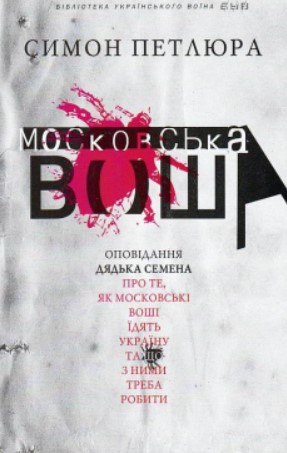 БІБЛІОТЕКА УКРАЇНСЬКОГО ВОЇНА
СИМОН ПЕТЛЮРА
МОСКОВСЬКА
ВОША
ОПОВІДАННЯ
ДЯДЬКА СЕМЕНА
ПРО ТЕ,
ЯК МОСКОВСЬКІ
ВОШІ
ЇДЯТЬ
УКРАЇНУ
ТА ЩО
З НИМИ
ТРЕБА
РОБИТИ